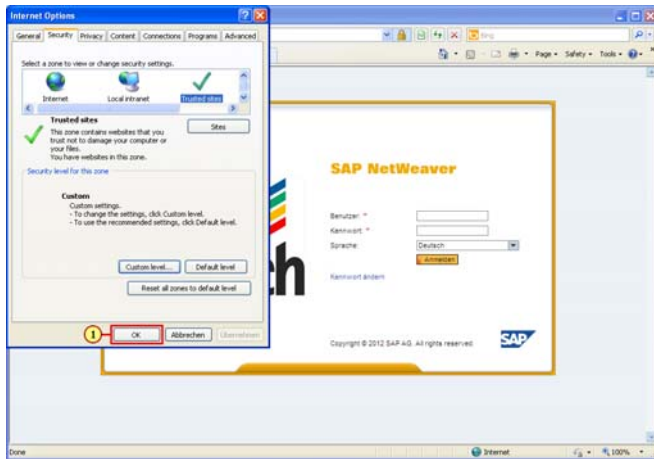 Internet Options
General Security Privacy Content Connections Programs Advanced
Select a zone to view or change security settings.
Internet Local intranet Trusted sites
Trusted sites
This zone contains websites that you
trust not to damage your computer or
your files.
You have websites in this zone.
Sites
Security level for this zone
Custom
Custom settings.
- To change the settings, click Custom level.
- To use the recommended settings, click Default level.
Custom level... Default level
Reset all zones to default level
1
OK Abbrechen Übernehmen
Bing
Page Safety Tools
SAP NetWeaver
Benutzer *
Kennwort *
Sprache Deutsch
Anmelden
Kennwort ändern
Copyright © 2012 SAP AG. All rights reserved.
SAP
ch
Done Internet 100%